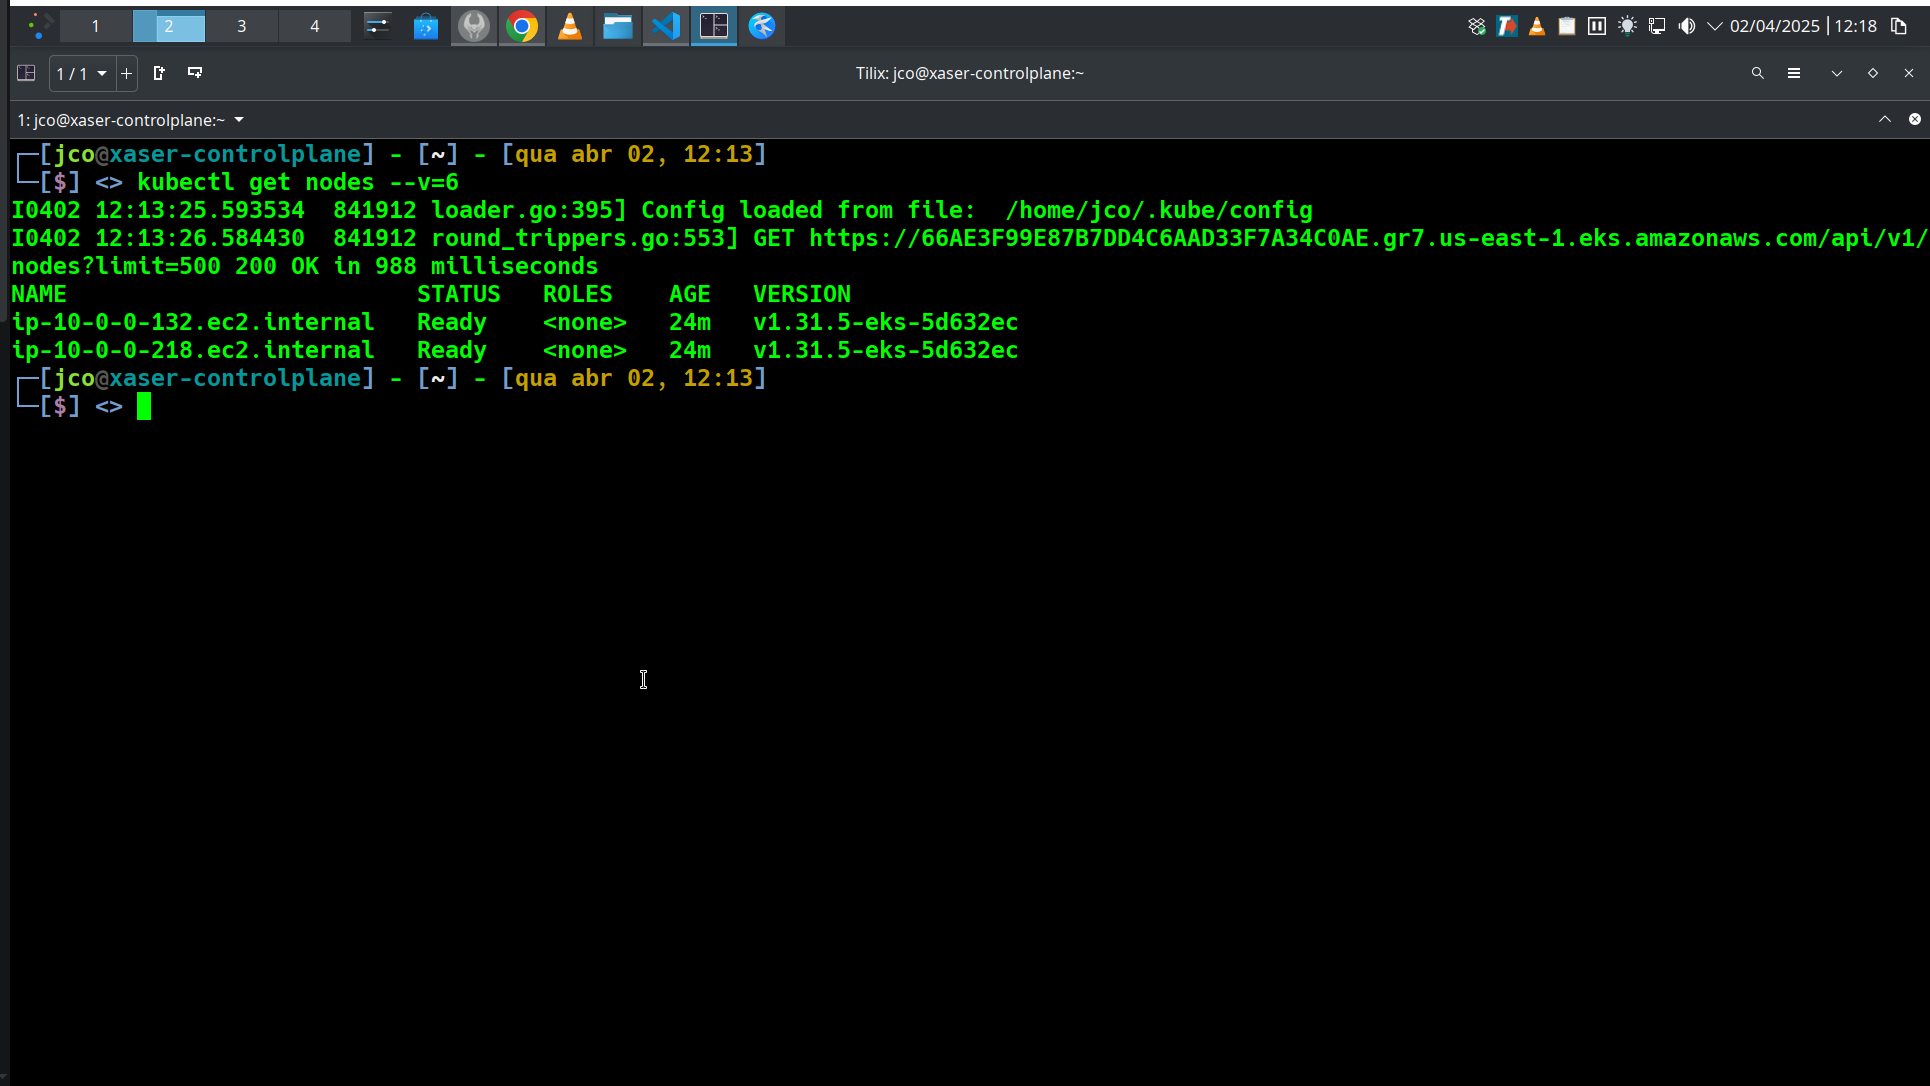 1 2 3 4 02/04/2025 12:18
1 / 1 Tilix: jco@xaser-controlplane:~
1: jco@xaser-controlplane:~
[jco@xaser-controlplane] - [~] - [qua abr 02, 12:13]
[$] <> kubectl get nodes --v=6
I0402 12:13:25.593534  841912 loader.go:395] Config loaded from file:  /home/jco/.kube/config
I0402 12:13:26.584430  841912 round_trippers.go:553] GET https://66AE3F99E87B7DD4C6AAD33F7A34C0AE.gr7.us-east-1.eks.amazonaws.com/api/v1/
nodes?limit=500 200 OK in 988 milliseconds
NAME                         STATUS   ROLES    AGE   VERSION
ip-10-0-0-132.ec2.internal   Ready    <none>   24m   v1.31.5-eks-5d632ec
ip-10-0-0-218.ec2.internal   Ready    <none>   24m   v1.31.5-eks-5d632ec
[jco@xaser-controlplane] - [~] - [qua abr 02, 12:13]
[$] <>